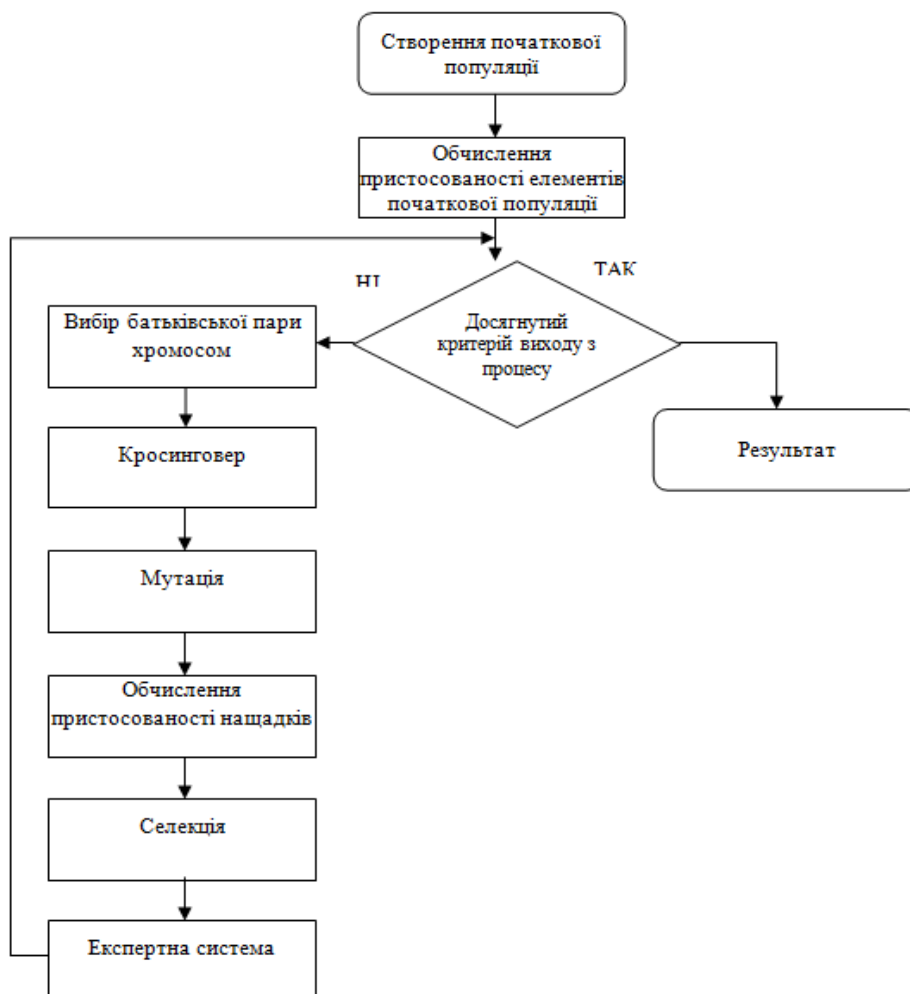 Створення початкової
популяції
Обчислення
пристосованості елементів
початкової популяції
НІ
ТАК
Досягнутий
критерій виходу з
процесу
Вибір батьківської пари
хромосом
Результат
Кросинговер
Мутація
Обчислення
пристосованості нащадків
Селекція
Експертна система